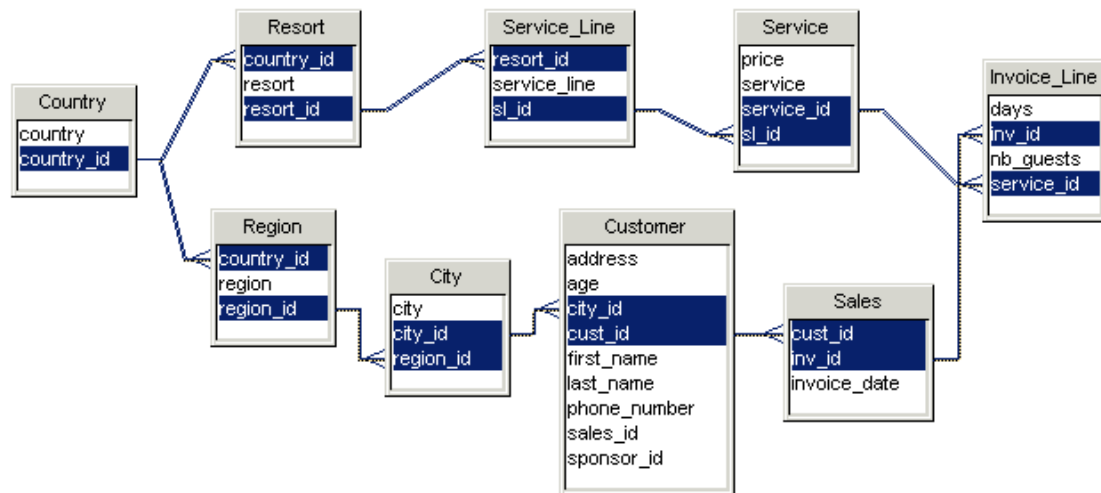 Resort
country_id
resort
resort_id
Service_Line
resort_id
service_line
sl_id
Service
price
service
service_id
sl_id
Invoice_Line
days
inv_id
nb_guests
service_id
Country
country
country_id
Region
country_id
region
region_id
City
city
city_id
region_id
Customer
address
age
city_id
cust_id
first_name
last_name
phone_number
sales_id
sponsor_id
Sales
cust_id
inv_id
invoice_date